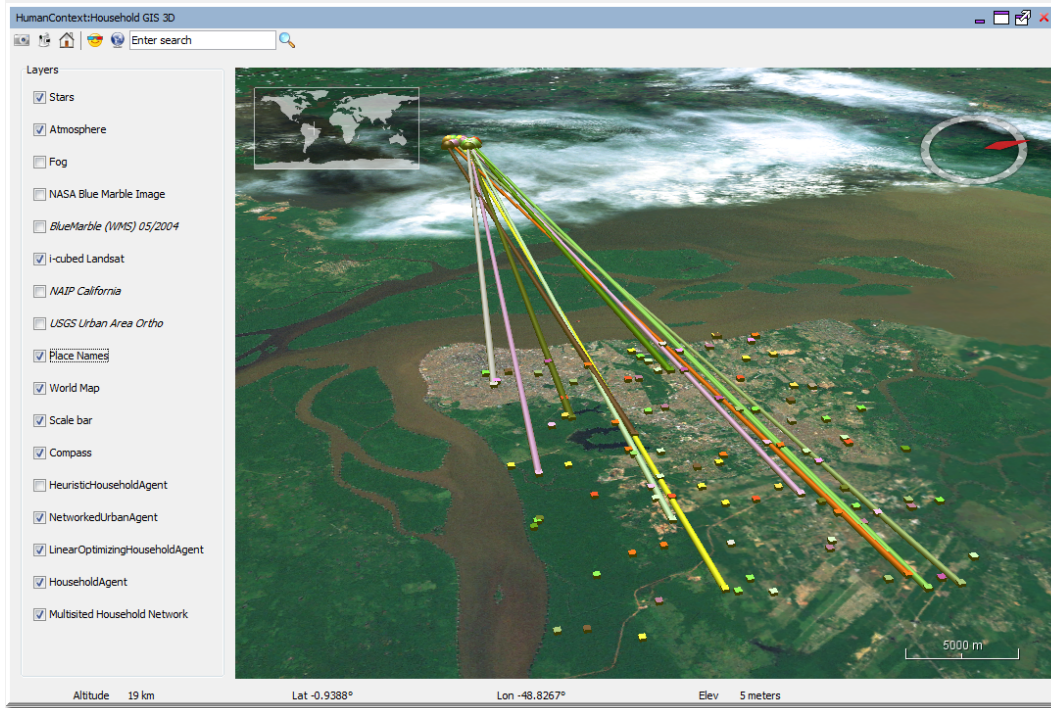 HumanContext:Household GIS 3D
Enter search
Layers
Stars
Atmosphere
Fog
NASA Blue Marble Image
BlueMarble (WMS) 05/2004
i-cubed Landsat
NAIP California
USGS Urban Area Ortho
Place Names
World Map
Scale bar
Compass
HeuristicHouseholdAgent
NetworkedUrbanAgent
LinearOptimizingHouseholdAgent
HouseholdAgent
Multisited Household Network
5000 m
Altitude 19 km Lat -0.9388° Lon -48.8267° Elev 5 meters